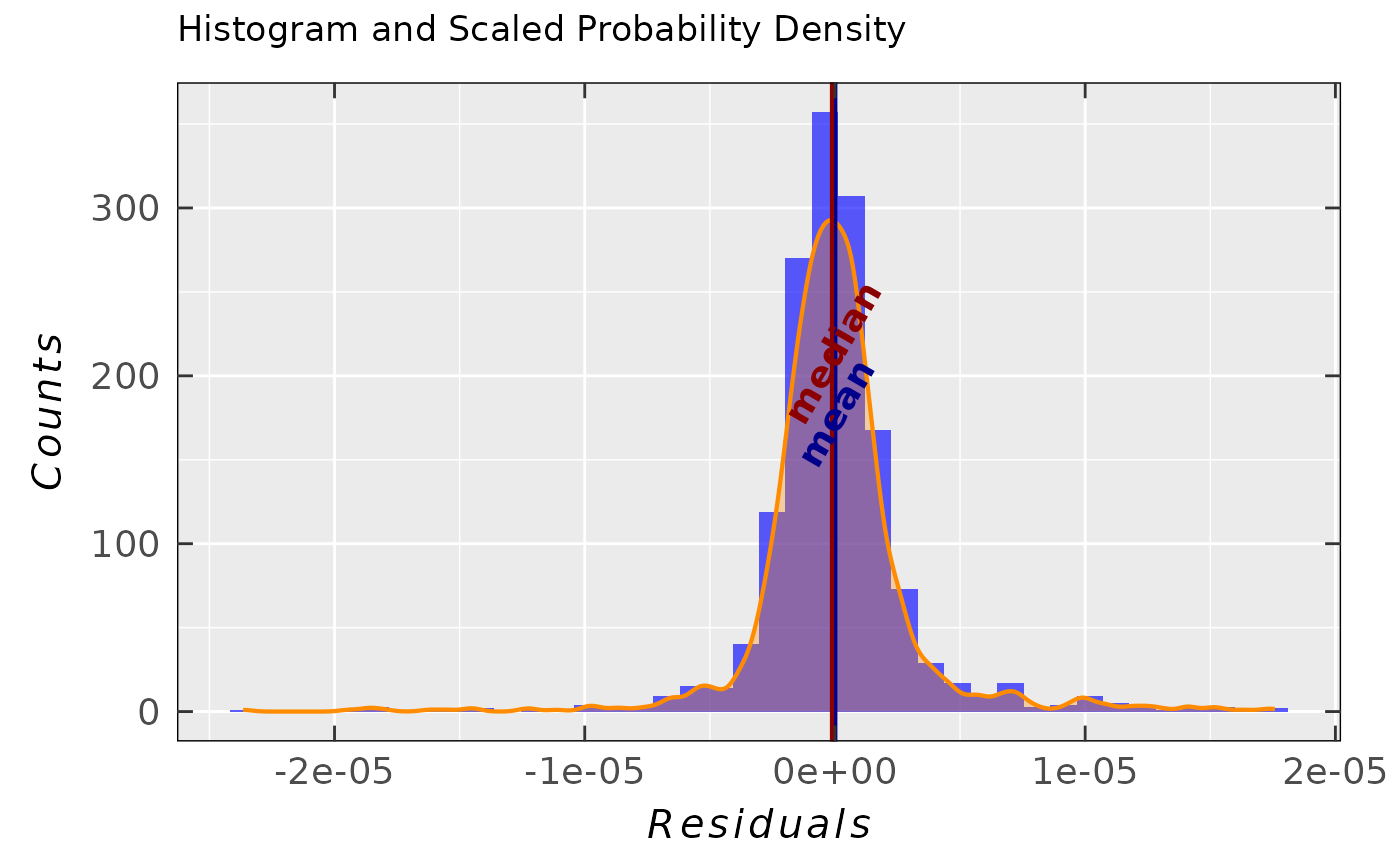 Histogram and Scaled Probability Density
Counts
300
200
100
0
median
mean
-2e-05
-1e-05
0e+00
1e-05
2e-05
Residuals